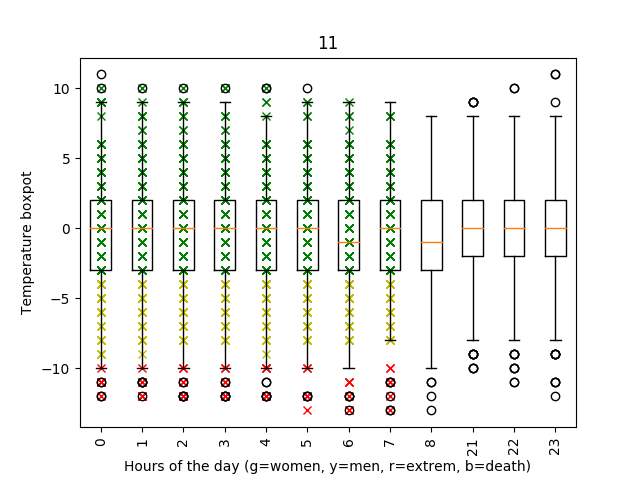 11
10
5
0
−5
−10
Temperature boxpot
0 1 2 3 4 5 6 7 8 21 22 23
Hours of the day (g=women, y=men, r=extrem, b=death)